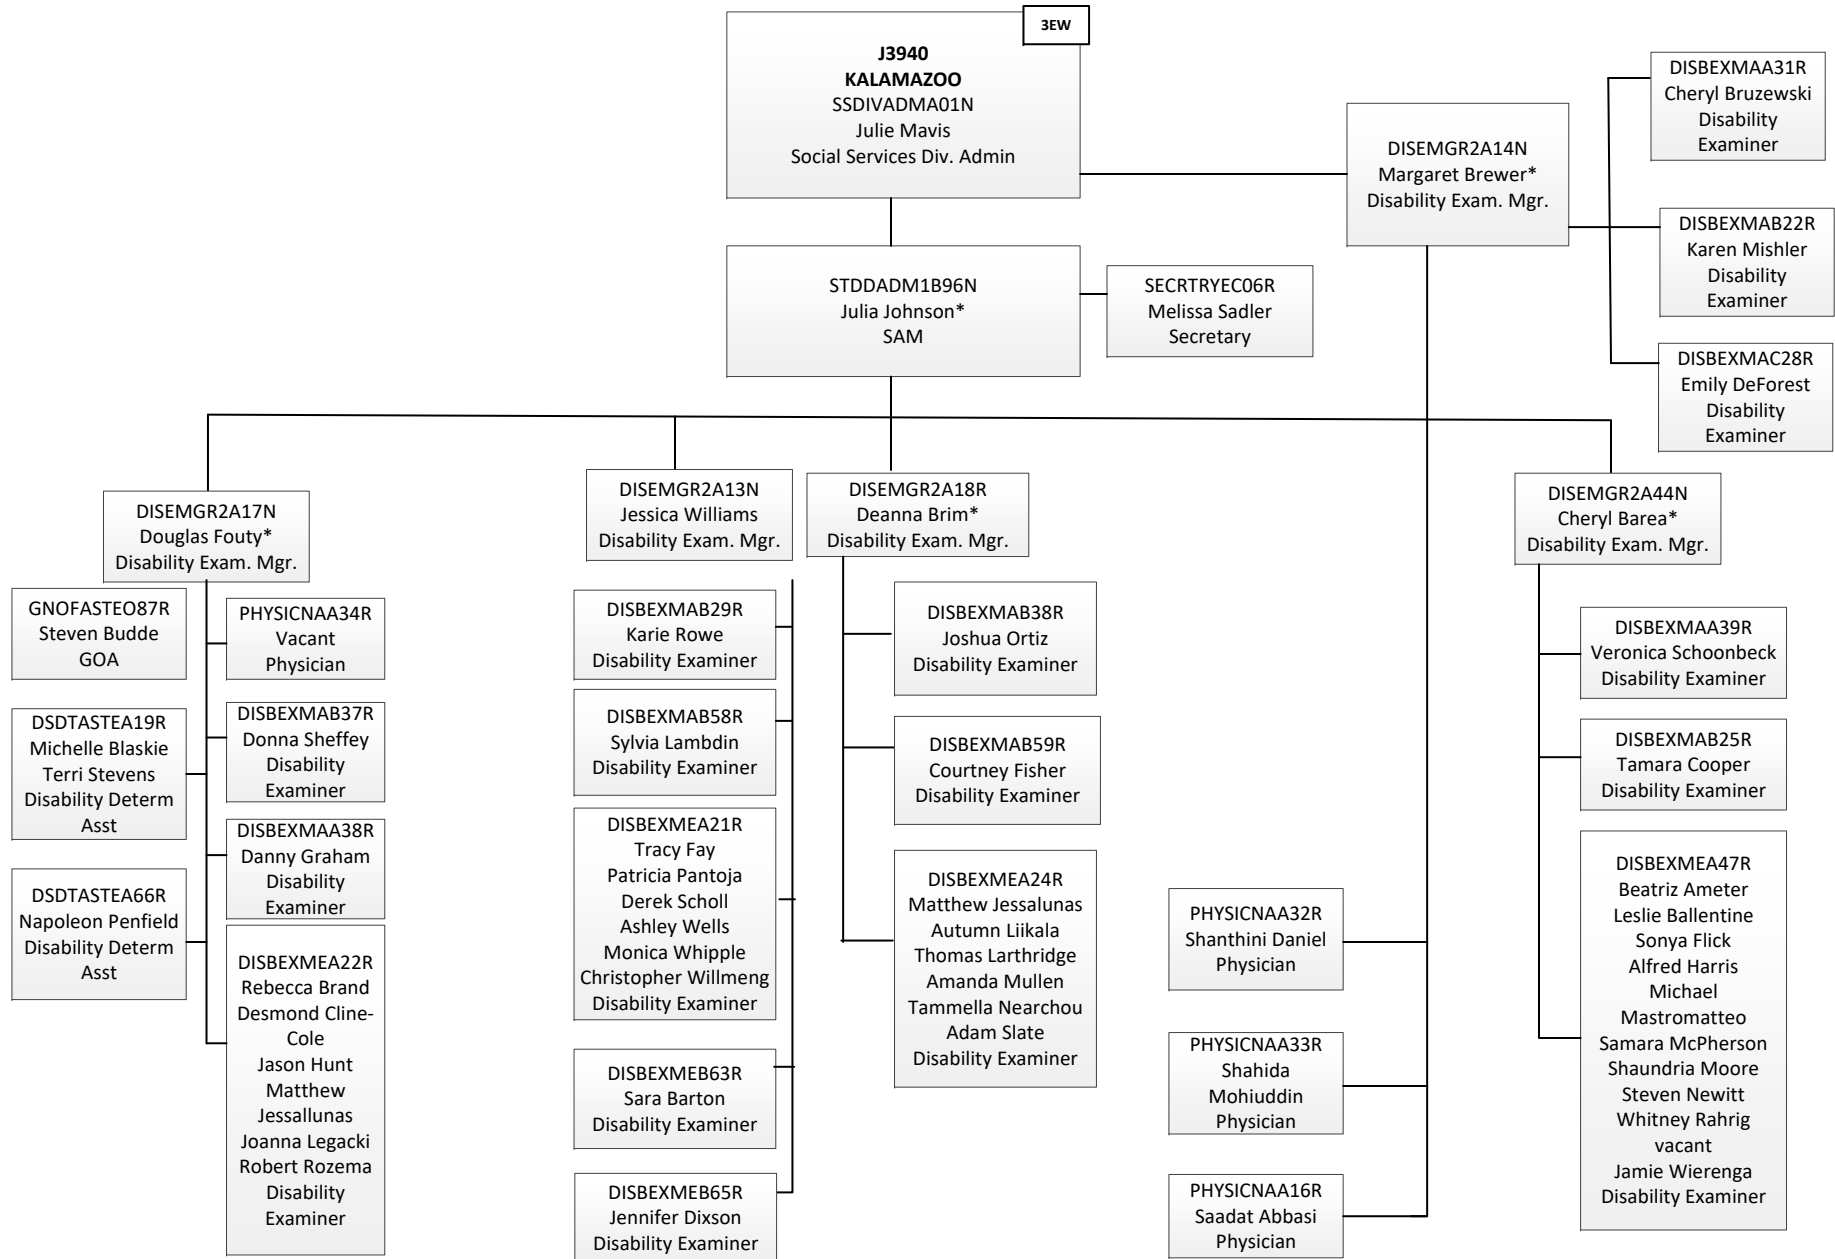 3EW
J3940
KALAMAZOO
SSDIVADMA01N
Julie Mavis
Social Services Div. Admin
DISEMGR2A14N
Margaret Brewer*
Disability Exam. Mgr.
DISBEXMAA31R
Cheryl Bruzewski
Disability
Examiner
DISBEXMAB22R
Karen Mishler
Disability
Examiner
DISBEXMAC28R
Emily DeForest
Disability
Examiner
STDDADM1B96N
Julia Johnson*
SAM
SECRTRYEC06R
Melissa Sadler
Secretary
DISEMGR2A17N
Douglas Fouty*
Disability Exam. Mgr.
DISEMGR2A13N
Jessica Williams
Disability Exam. Mgr.
DISEMGR2A18R
Deanna Brim*
Disability Exam. Mgr.
DISEMGR2A44N
Cheryl Barea*
Disability Exam. Mgr.
GNOFASTEO87R
Steven Budde
GOA
DSDTASTEA19R
Michelle Blaskie
Terri Stevens
Disability Determ
Asst
DSDTASTEA66R
Napoleon Penfield
Disability Determ
Asst
PHYSICNAA34R
Vacant
Physician
DISBEXMAB37R
Donna Sheffey
Disability
Examiner
DISBEXMAA38R
Danny Graham
Disability
Examiner
DISBEXMEA22R
Rebecca Brand
Desmond Cline-
Cole
Jason Hunt
Matthew
Jessallunas
Joanna Legacki
Robert Rozema
Disability
Examiner
DISBEXMAB29R
Karie Rowe
Disability Examiner
DISBEXMAB58R
Sylvia Lambdin
Disability Examiner
DISBEXMEA21R
Tracy Fay
Patricia Pantoja
Derek Scholl
Ashley Wells
Monica Whipple
Christopher Willmeng
Disability Examiner
DISBEXMEB63R
Sara Barton
Disability Examiner
DISBEXMEB65R
Jennifer Dixson
Disability Examiner
DISBEXMAB38R
Joshua Ortiz
Disability Examiner
DISBEXMAB59R
Courtney Fisher
Disability Examiner
DISBEXMEA24R
Matthew Jessalunas
Autumn Liikala
Thomas Larthridge
Amanda Mullen
Tammella Nearchou
Adam Slate
Disability Examiner
PHYSICNAA32R
Shanthini Daniel
Physician
PHYSICNAA33R
Shahida
Mohiuddin
Physician
PHYSICNAA16R
Saadat Abbasi
Physician
DISBEXMAA39R
Veronica Schoonbeck
Disability Examiner
DISBEXMAB25R
Tamara Cooper
Disability Examiner
DISBEXMEA47R
Beatriz Ameter
Leslie Ballentine
Sonya Flick
Alfred Harris
Michael
Mastromatteo
Samara McPherson
Shaundria Moore
Steven Newitt
Whitney Rahrig
vacant
Jamie Wierenga
Disability Examiner